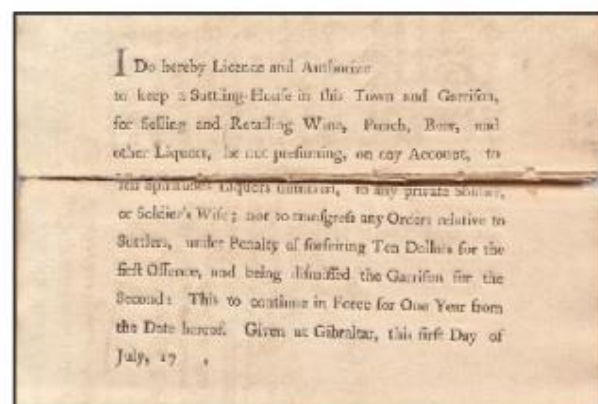 I Do hereby Licence and Authorize
to keep a Suttling-House in this Town and Garrison,
for selling and Retailing Wine, Punch, Beer, and
other Liquors, he not presuming, on any Account, to
Liquors to any private Soldier,
or Soldier's Wife; nor to transgress any Orders relative to
Suttlers, under Penalty of forfeiting Ten Dollars for the
first Offence, and being dismissed the Garrison for the
Second: This to continue in Force for One Year from
the Date hereof. Given at Gibraltar, this first Day of
July, 17 ,